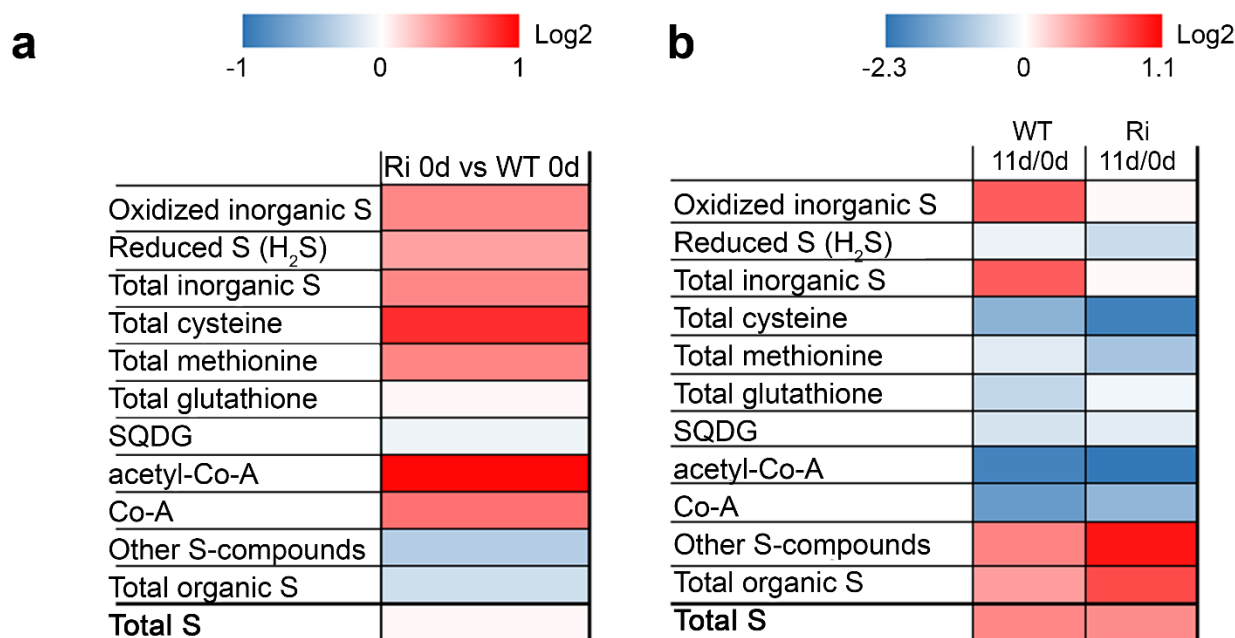 a
Log2
-1 0 1
Ri 0d vs WT 0d
Oxidized inorganic S
Reduced S (H₂S)
Total inorganic S
Total cysteine
Total methionine
Total glutathione
SQDG
acetyl-Co-A
Co-A
Other S-compounds
Total organic S
Total S
b
Log2
-2.3 0 1.1
WT Ri
11d/0d 11d/0d
Oxidized inorganic S
Reduced S (H₂S)
Total inorganic S
Total cysteine
Total methionine
Total glutathione
SQDG
acetyl-Co-A
Co-A
Other S-compounds
Total organic S
Total S